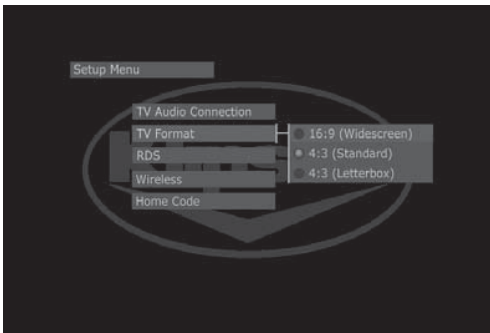 Setup Menu
TV Audio Connection
TV Format
16:9 (Widescreen)
RDS
4:3 (Standard)
Wireless
4:3 (Letterbox)
Home Code